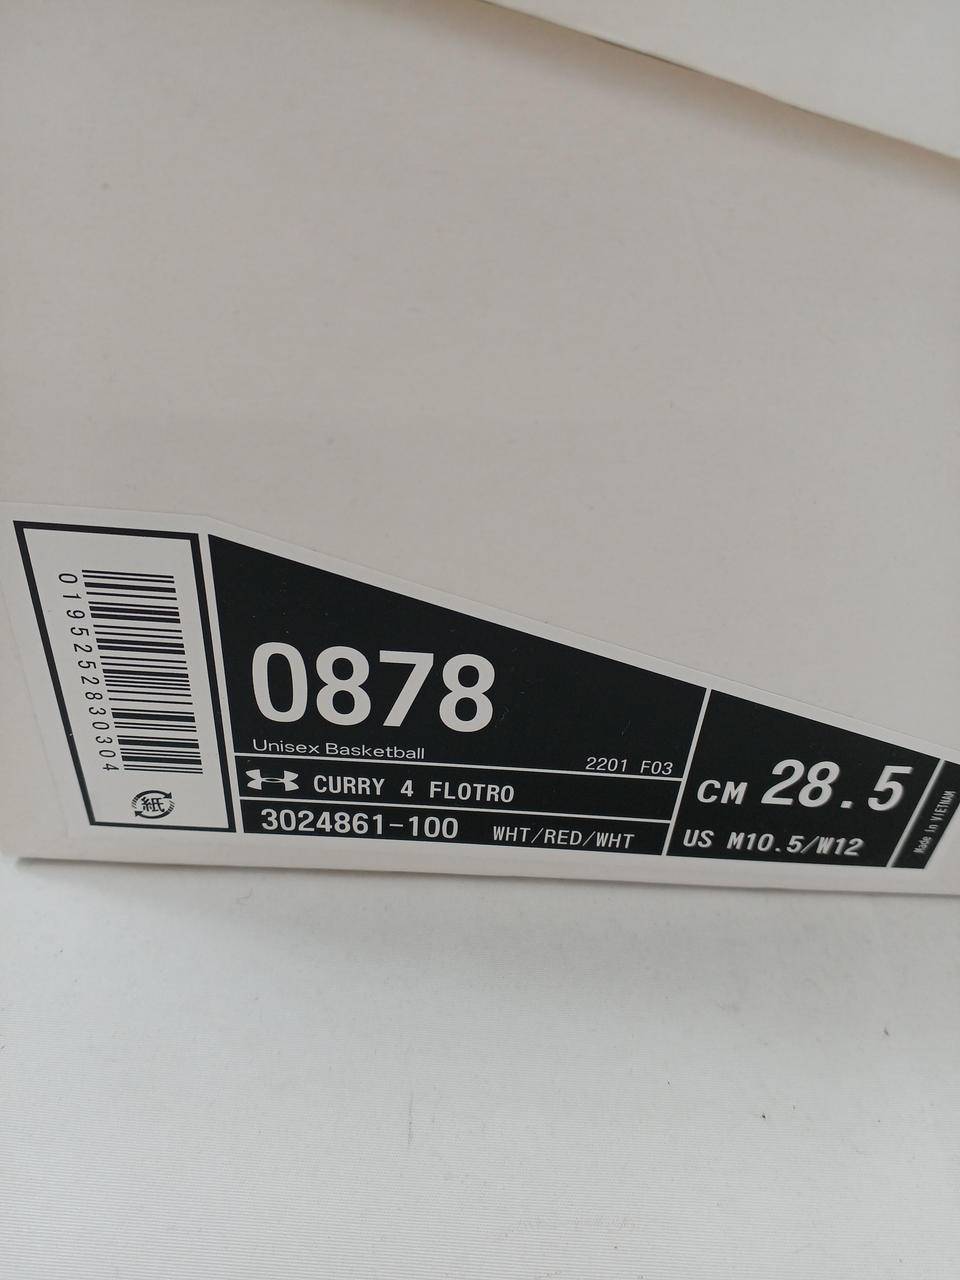 0195252830304
紙
0878
Unisex Basketball
2201 F03
CURRY 4 FLOTRO
3024861-100 WHT/RED/WHT
CM 28.5
US M10.5/W12
Made in VIETNAM